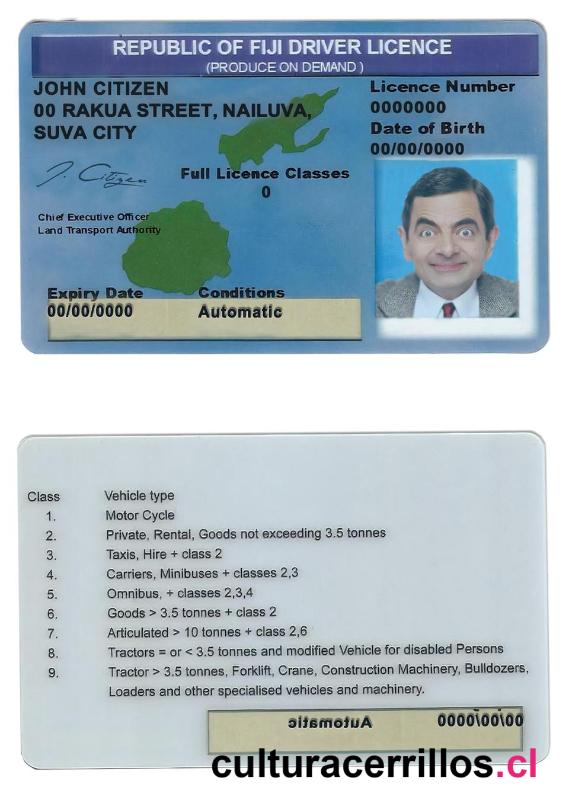 REPUBLIC OF FIJI DRIVER LICENCE
(PRODUCE ON DEMAND )
JOHN CITIZEN
00 RAKUA STREET, NAILUVA,
SUVA CITY
Licence Number
0000000
Date of Birth
00/00/0000
J. Citizen
Full Licence Classes
0
Chief Executive Officer
Land Transport Authority
Expiry Date Conditions
00/00/0000 Automatic
Class Vehicle type
1. Motor Cycle
2. Private, Rental, Goods not exceeding 3.5 tonnes
3. Taxis, Hire + class 2
4. Carriers, Minibuses + classes 2,3
5. Omnibus, + classes 2,3,4
6. Goods > 3.5 tonnes + class 2
7. Articulated > 10 tonnes + class 2,6
8. Tractors = or < 3.5 tonnes and modified Vehicle for disabled Persons
9. Tractor > 3.5 tonnes, Forklift, Crane, Construction Machinery, Bulldozers,
Loaders and other specialised vehicles and machinery.
Automatic 00/00/0000
culturacerrillos.cl